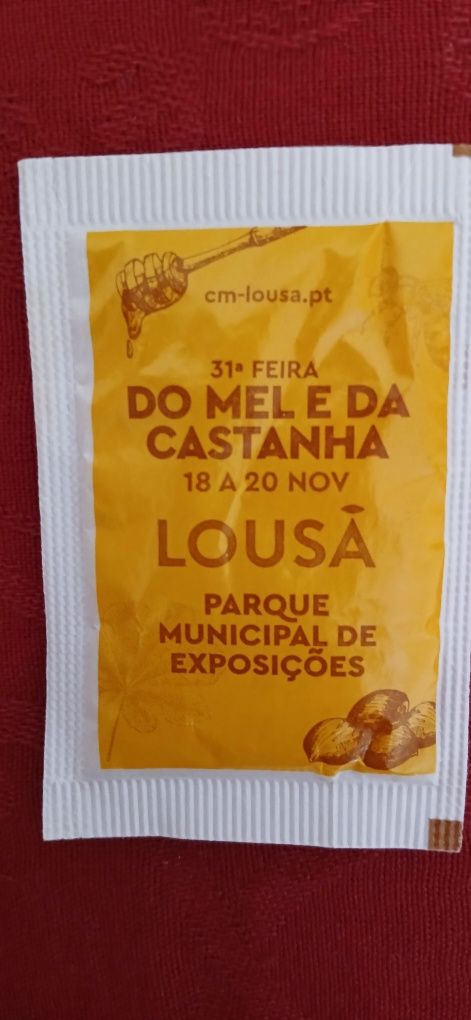 cm-lousa.pt
31ª FEIRA
DO MEL E DA
CASTANHA
18 A 20 NOV
LOUSÃ
PARQUE
MUNICIPAL DE
EXPOSIÇÕES